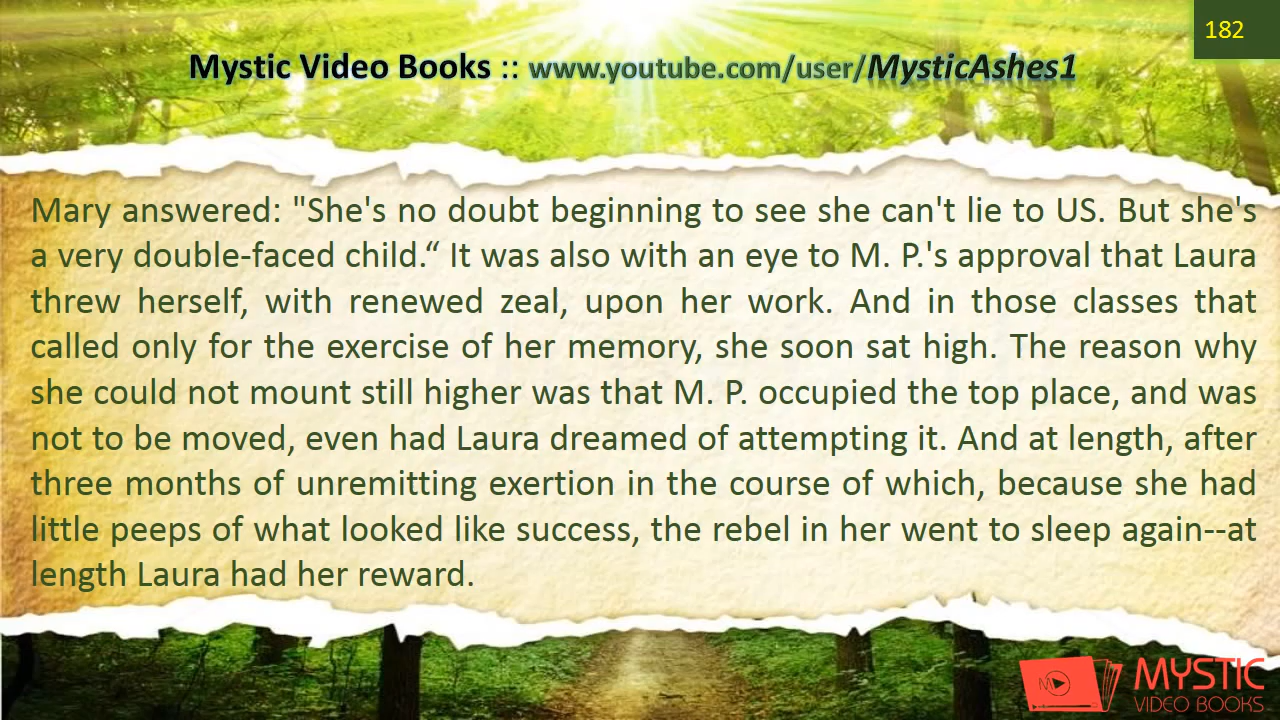 182
Mystic Video Books :: www.youtube.com/user/MysticAshes1
Mary answered: "She's no doubt beginning to see she can't lie to US. But she's
a very double-faced child.“ It was also with an eye to M. P.'s approval that Laura
threw herself, with renewed zeal, upon her work. And in those classes that
called only for the exercise of her memory, she soon sat high. The reason why
she could not mount still higher was that M. P. occupied the top place, and was
not to be moved, even had Laura dreamed of attempting it. And at length, after
three months of unremitting exertion in the course of which, because she had
little peeps of what looked like success, the rebel in her went to sleep again--at
length Laura had her reward.
M
MYSTIC
VIDEO BOOKS